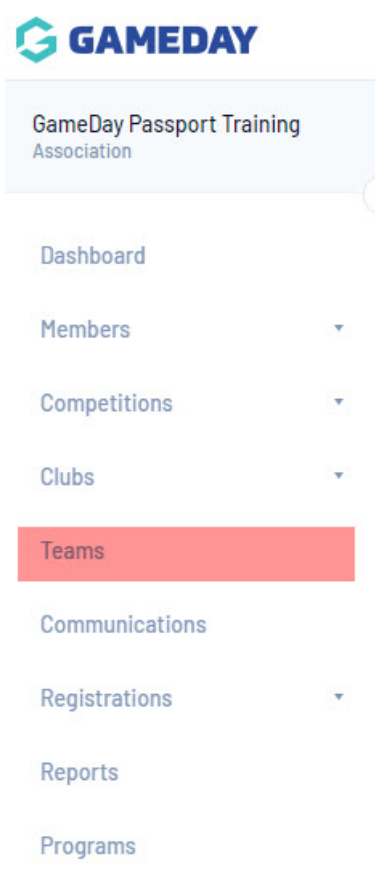 GAMEDAY
GameDay Passport Training
Association
Dashboard
Members
Competitions
Clubs
Teams
Communications
Registrations
Reports
Programs